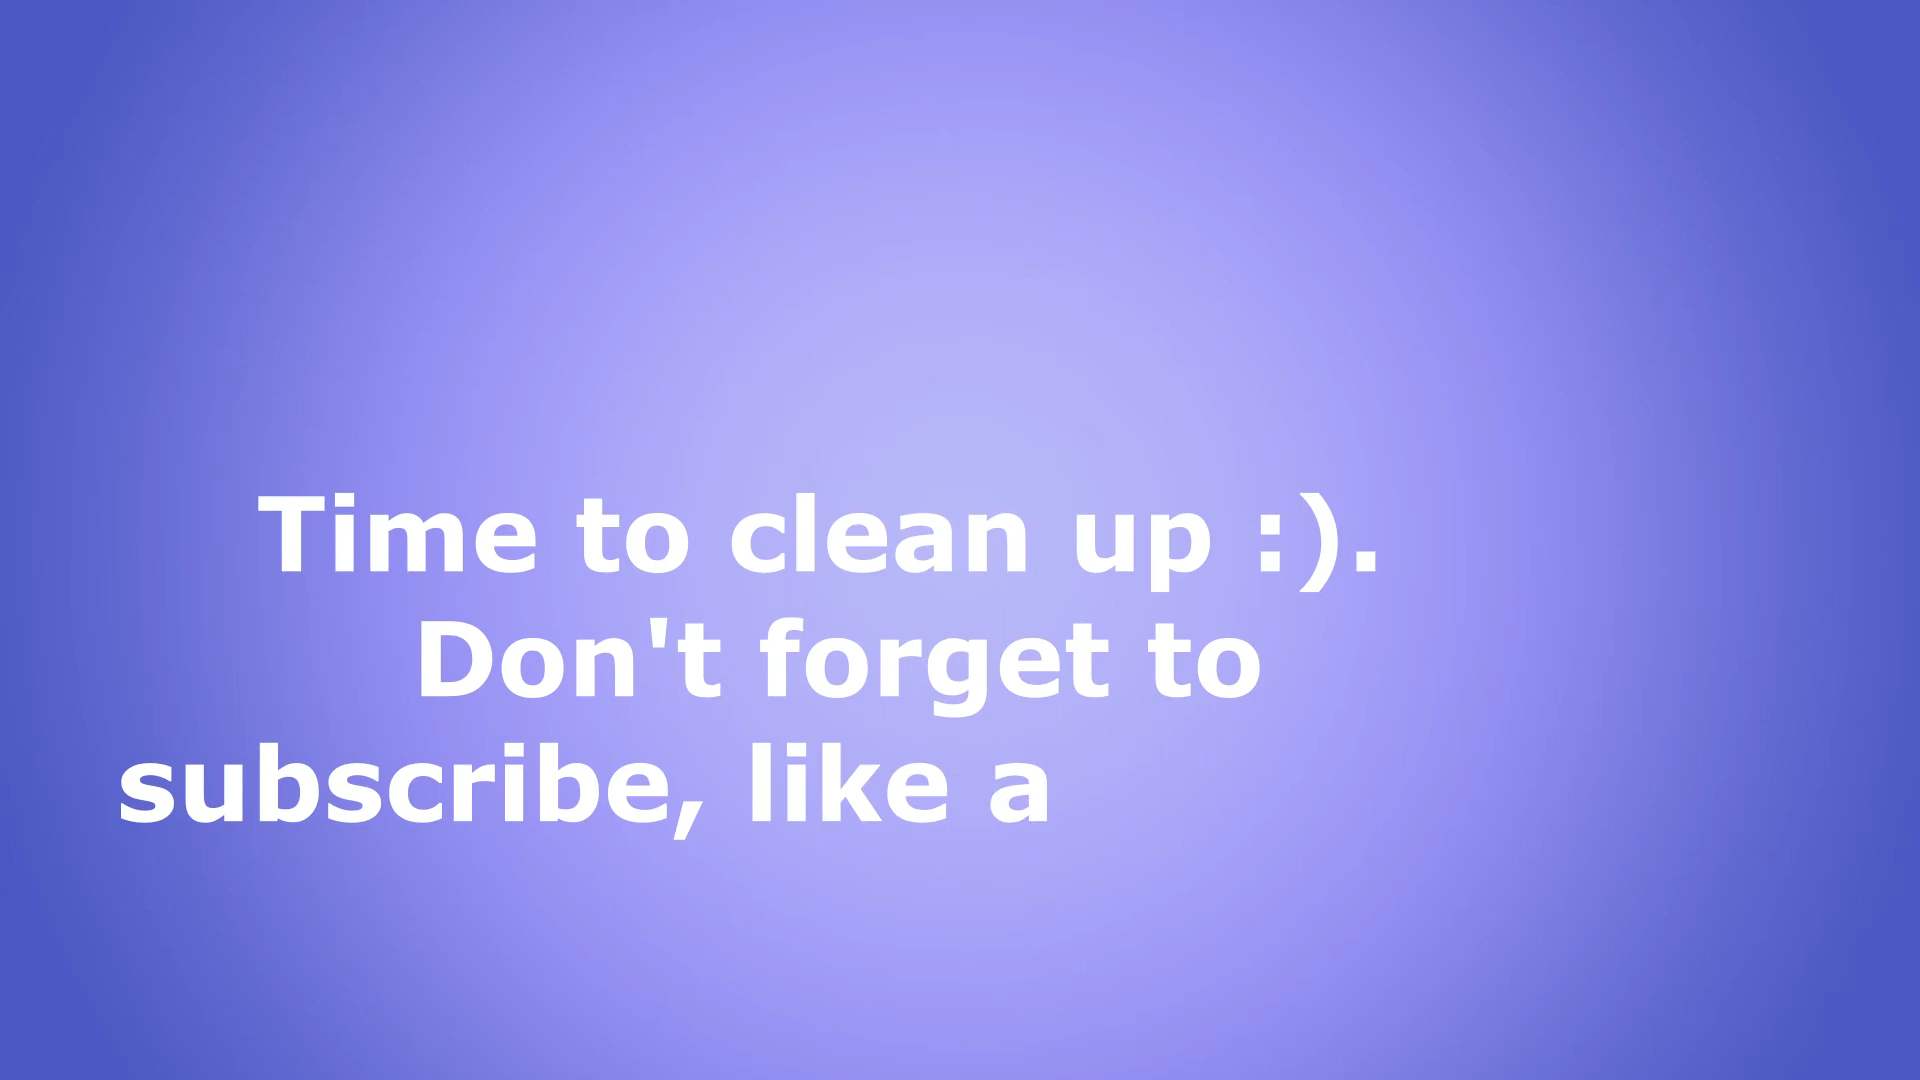 Time to clean up :).
Don't forget to
subscribe, like a